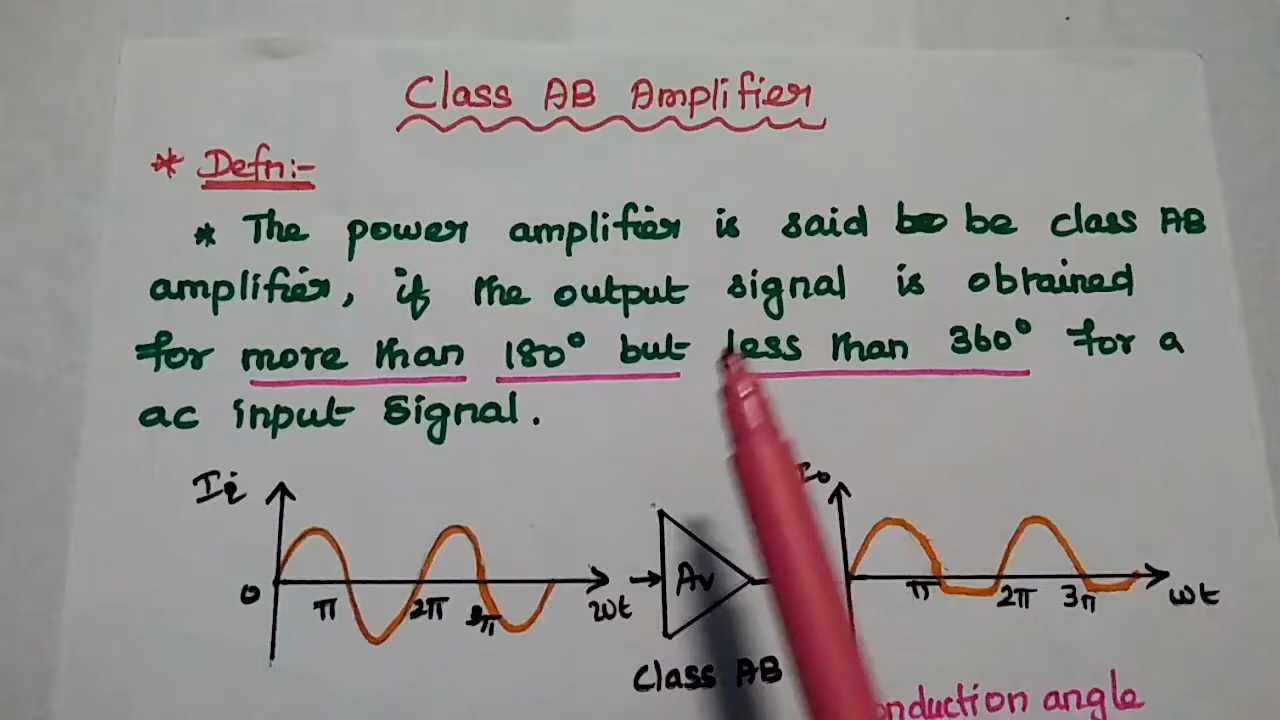 Class AB Amplifier
* Defn:-
* The power amplifier is said to be class AB
amplifier, if the output signal is obtained
for more than 180° but less than 360° for a
ac input signal.
Ii
0
π
2π
3π
wt
Av
Class AB
π
2π
3π
wt
onduction angle